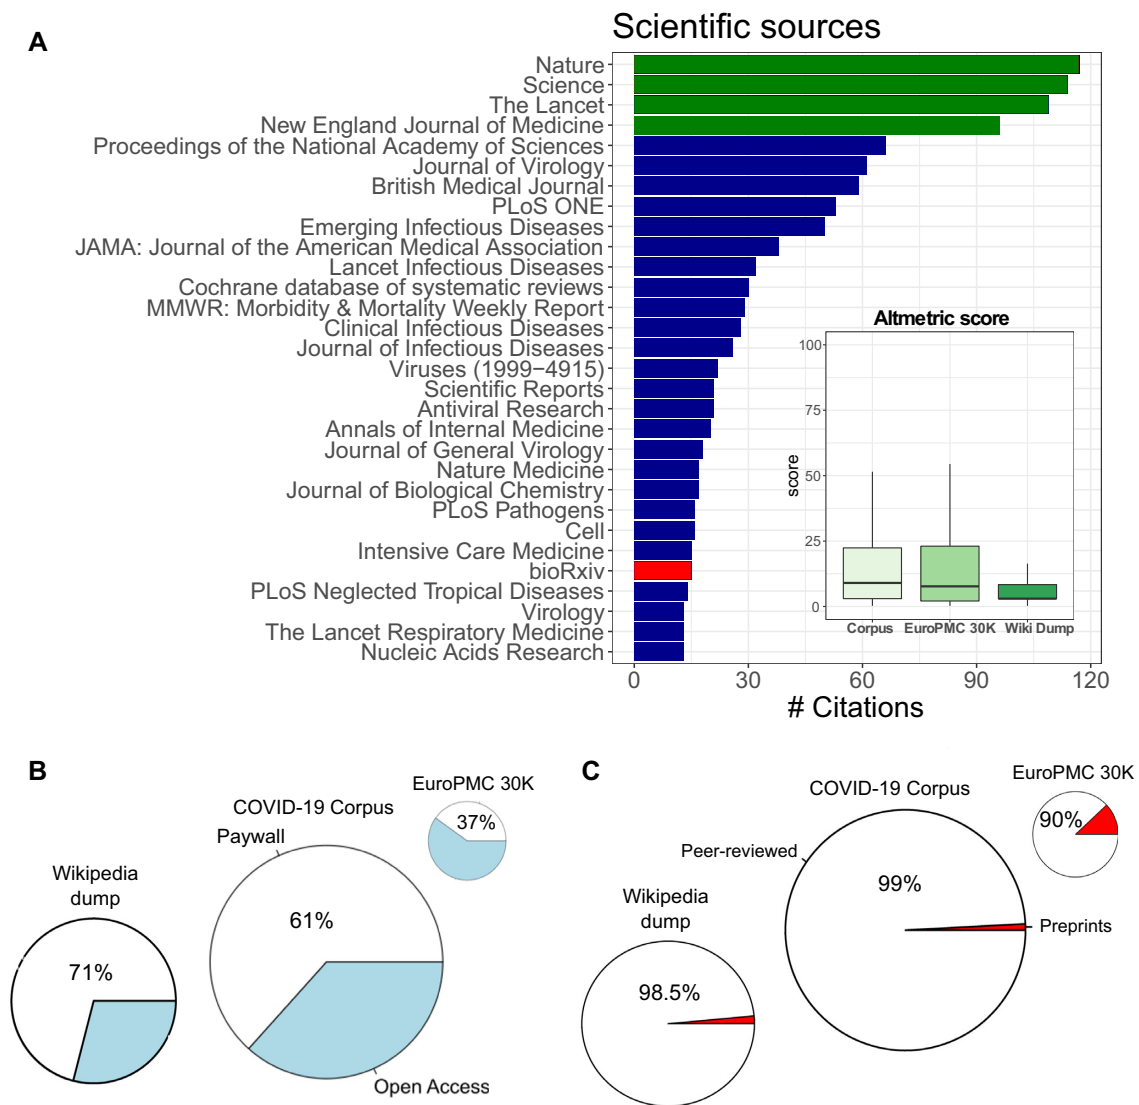 A
Scientific sources
Nature
Science
The Lancet
New England Journal of Medicine
Proceedings of the National Academy of Sciences
Journal of Virology
British Medical Journal
PLoS ONE
Emerging Infectious Diseases
JAMA: Journal of the American Medical Association
Lancet Infectious Diseases
Cochrane database of systematic reviews
MMWR: Morbidity & Mortality Weekly Report
Clinical Infectious Diseases
Journal of Infectious Diseases
Viruses (1999−4915)
Scientific Reports
Antiviral Research
Annals of Internal Medicine
Journal of General Virology
Nature Medicine
Journal of Biological Chemistry
PLoS Pathogens
Cell
Intensive Care Medicine
bioRxiv
PLoS Neglected Tropical Diseases
Virology
The Lancet Respiratory Medicine
Nucleic Acids Research
0 30 60 90 120
# Citations
Altmetric score
100
75
50
25
0
score
Corpus EuroPMC 30K Wiki Dump
B
Wikipedia
dump
71%
COVID-19 Corpus
Paywall
61%
Open Access
EuroPMC 30K
37%
C
Wikipedia
dump
98.5%
COVID-19 Corpus
Peer-reviewed
99%
Preprints
EuroPMC 30K
90%